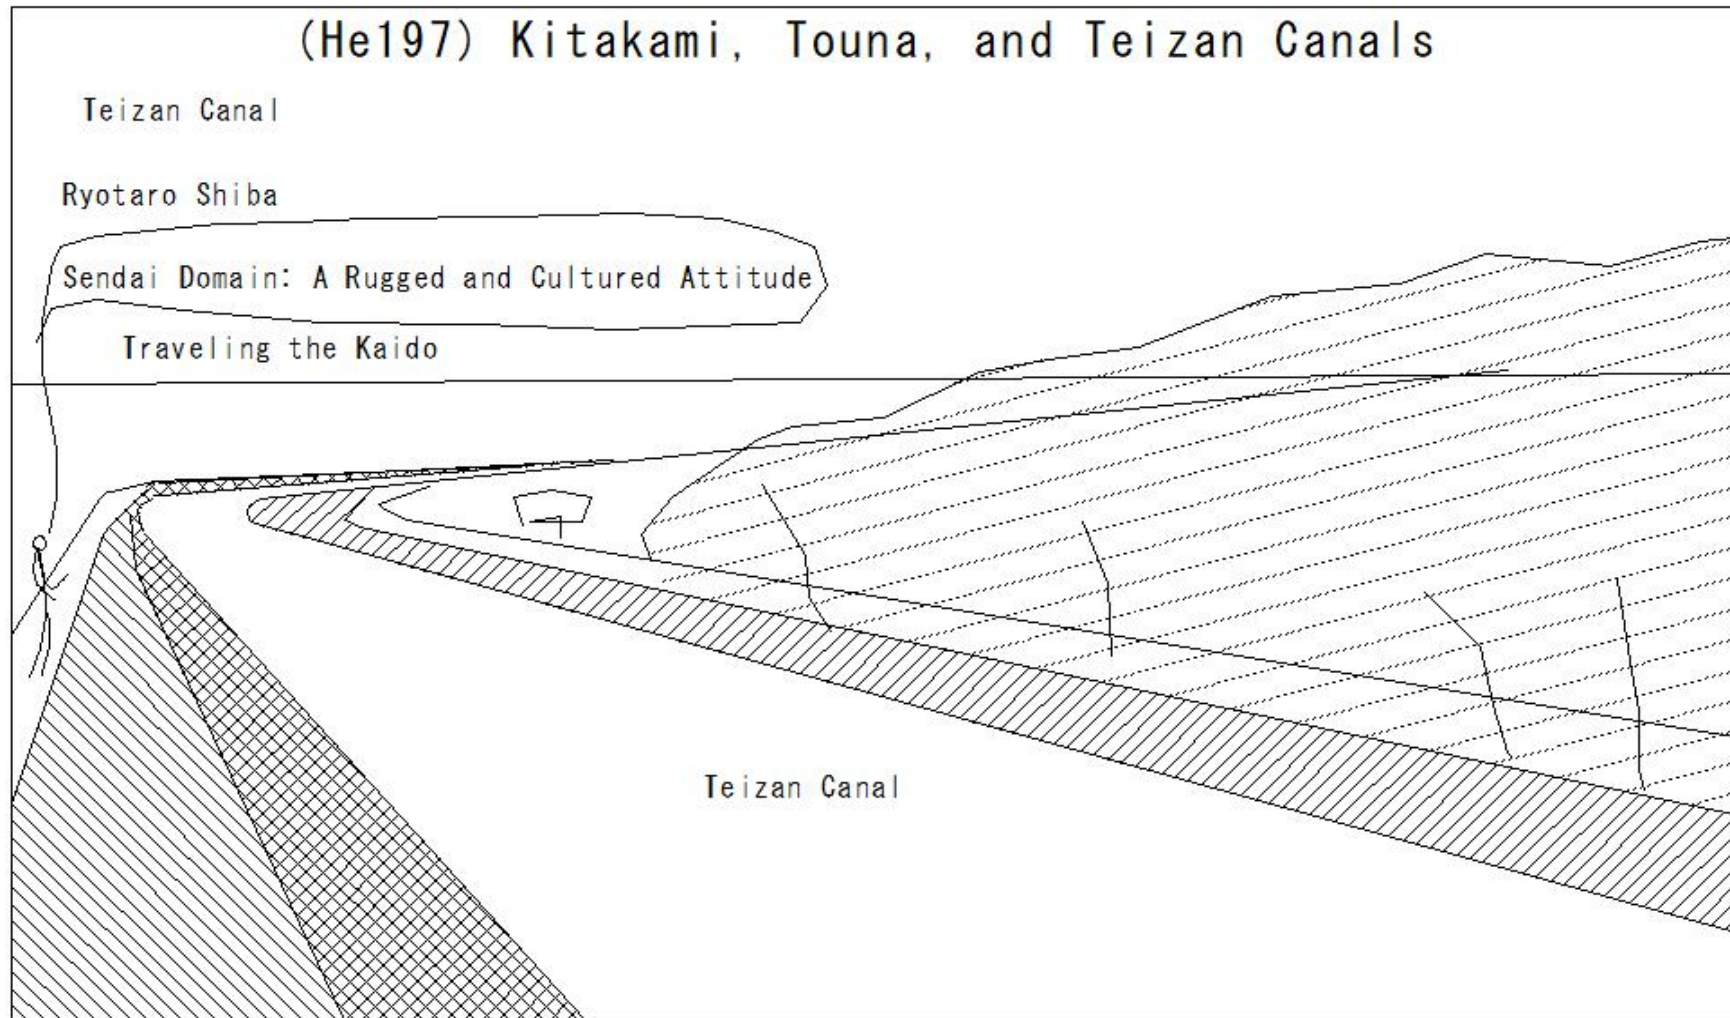 (He197) Kitakami, Touna, and Teizan Canals
Teizan Canal
Ryotaro Shiba
Sendai Domain: A Rugged and Cultured Attitude
Traveling the Kaido
Teizan Canal